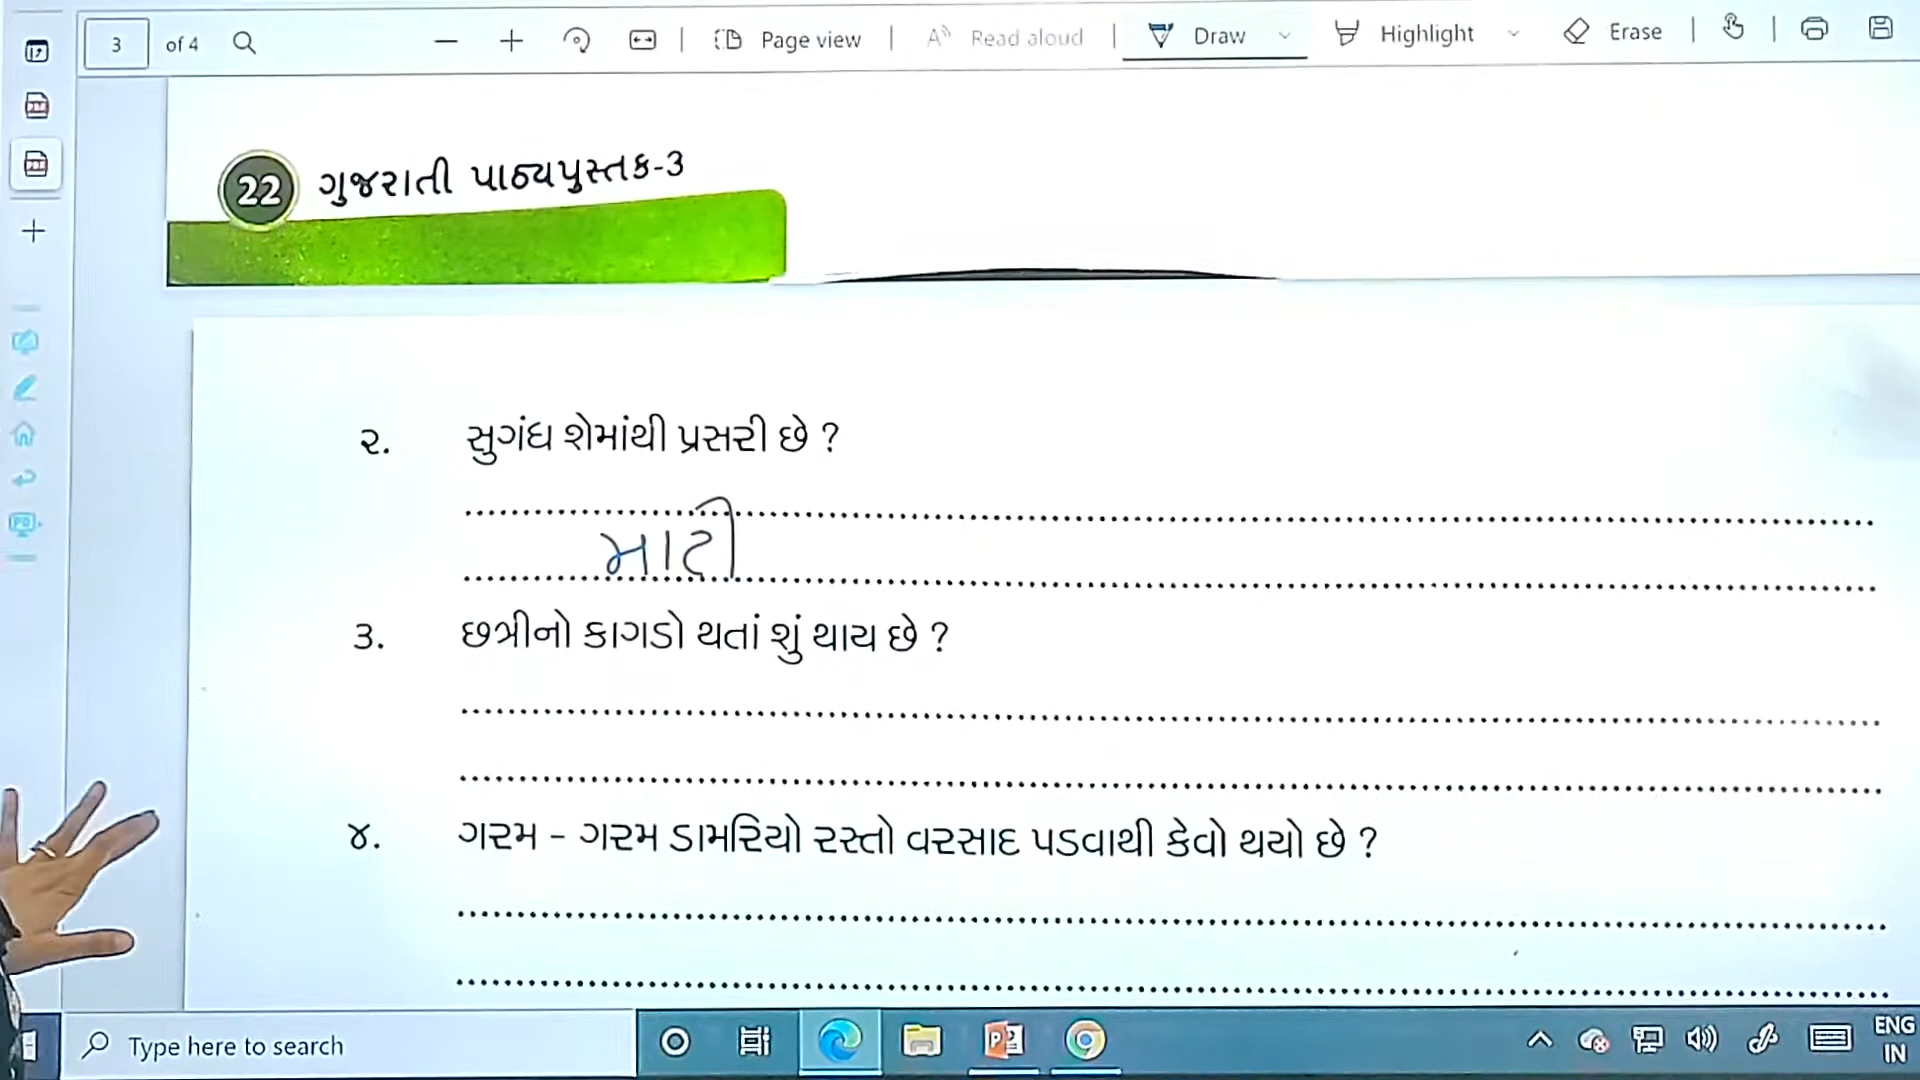 3 of 4 Page view Read aloud Draw Highlight Erase
22 ગુજરાતી પાઠ્યપુસ્તક-3
૨. સુગંધ શેમાંથી પ્રસરી છે ?
માટી
૩. છત્રીનો કાગડો થતાં શું થાય છે ?
૪. ગરમ - ગરમ ડામરિયો રસ્તો વરસાદ પડવાથી કેવો થયો છે ?
Type here to search
ENG
IN